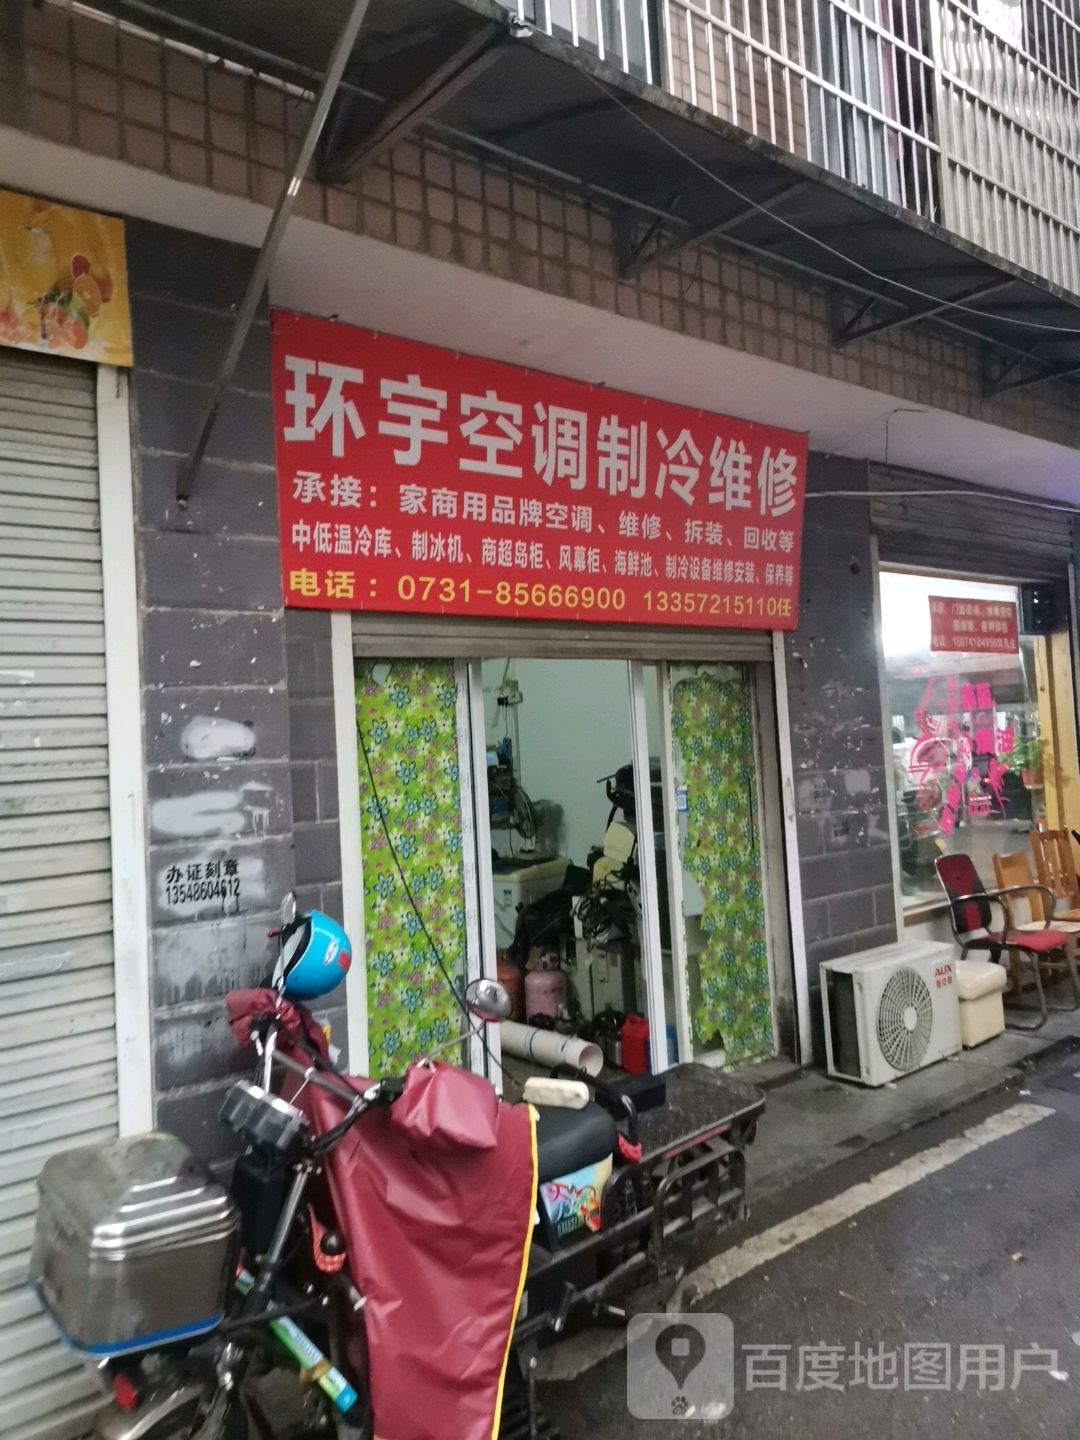 环宇空调制冷维修
承接：家商用品牌空调、维修、拆装、回收等
中低温冷库、制冰机、商超岛柜、风幕柜、海鲜池、制冷设备维修安装、保养等
电话：0731-85666900 13357215110任
办证刻章
13548604612
ALIX
百度地图用户